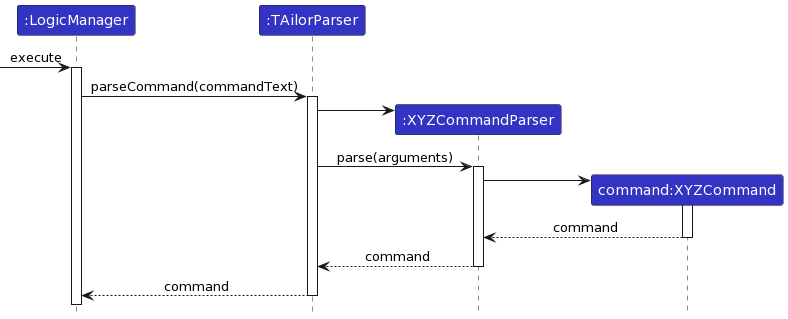 :LogicManager
:TAilorParser
execute
parseCommand(commandText)
:XYZCommandParser
parse(arguments)
command:XYZCommand
command
command
command